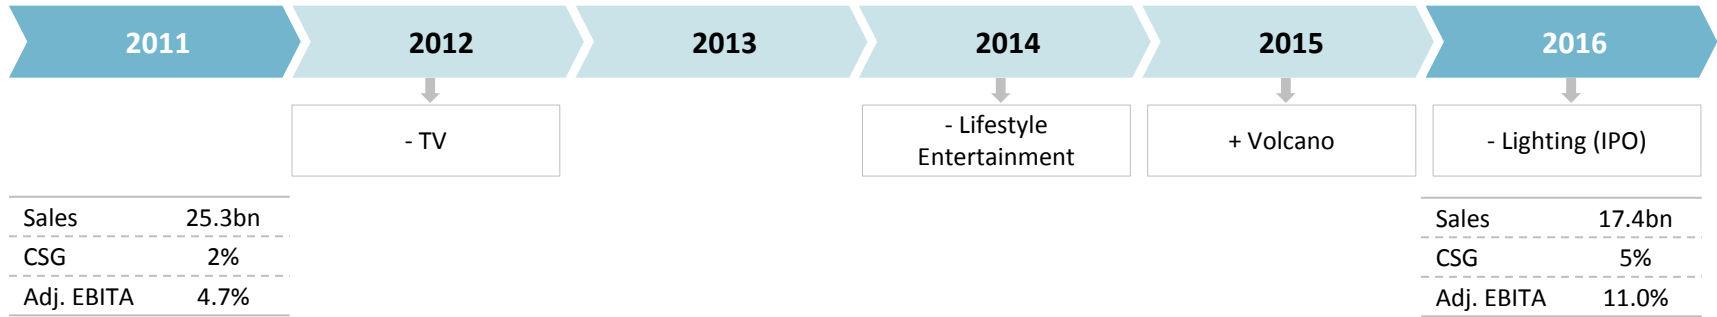 2011 2012 2013 2014 2015 2016
- TV
- Lifestyle
Entertainment
+ Volcano
- Lighting (IPO)
Sales 25.3bn
CSG 2%
Adj. EBITA 4.7%
Sales 17.4bn
CSG 5%
Adj. EBITA 11.0%